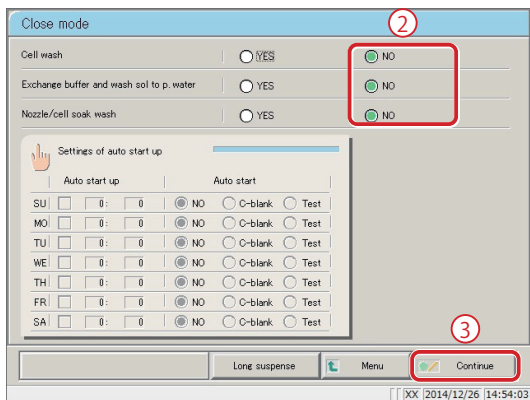 Close mode
2
Cell wash YES NO
Exchange buffer and wash sol to p. water YES NO
Nozzle/cell soak wash YES NO
Settings of auto start up
Auto start up Auto start
SU 0: 0 NO C-blank Test
MO 0: 0 NO C-blank Test
TU 0: 0 NO C-blank Test
WE 0: 0 NO C-blank Test
TH 0: 0 NO C-blank Test
FR 0: 0 NO C-blank Test
SA 0: 0 NO C-blank Test
3
Long suspense Menu Continue
XX 2014/12/26 14:54:03